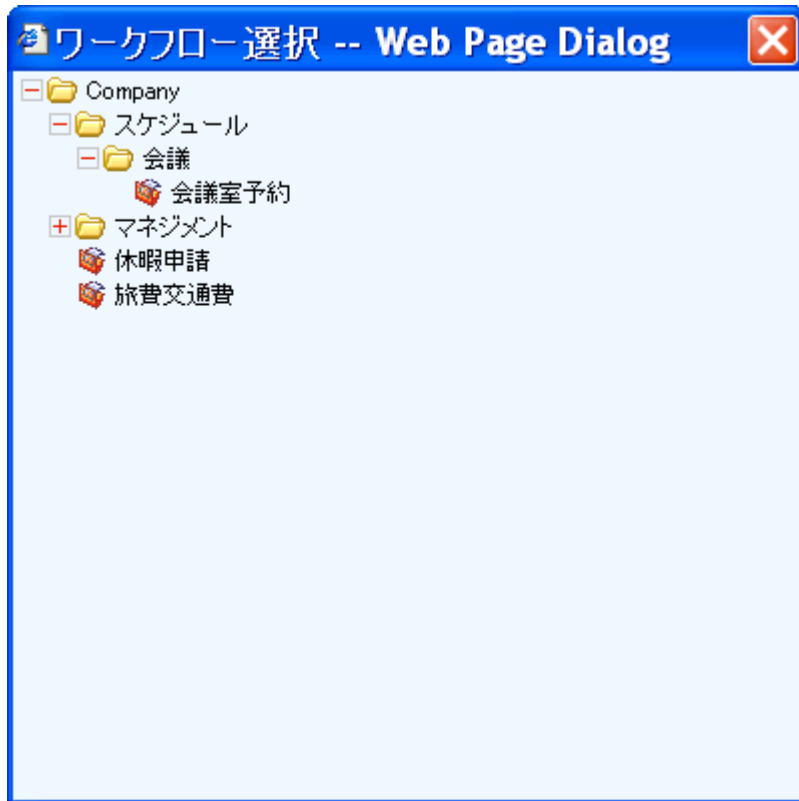 ワークフロー選択 -- Web Page Dialog
Company
スケジュール
会議
会議室予約
マネジメント
休暇申請
旅費交通費